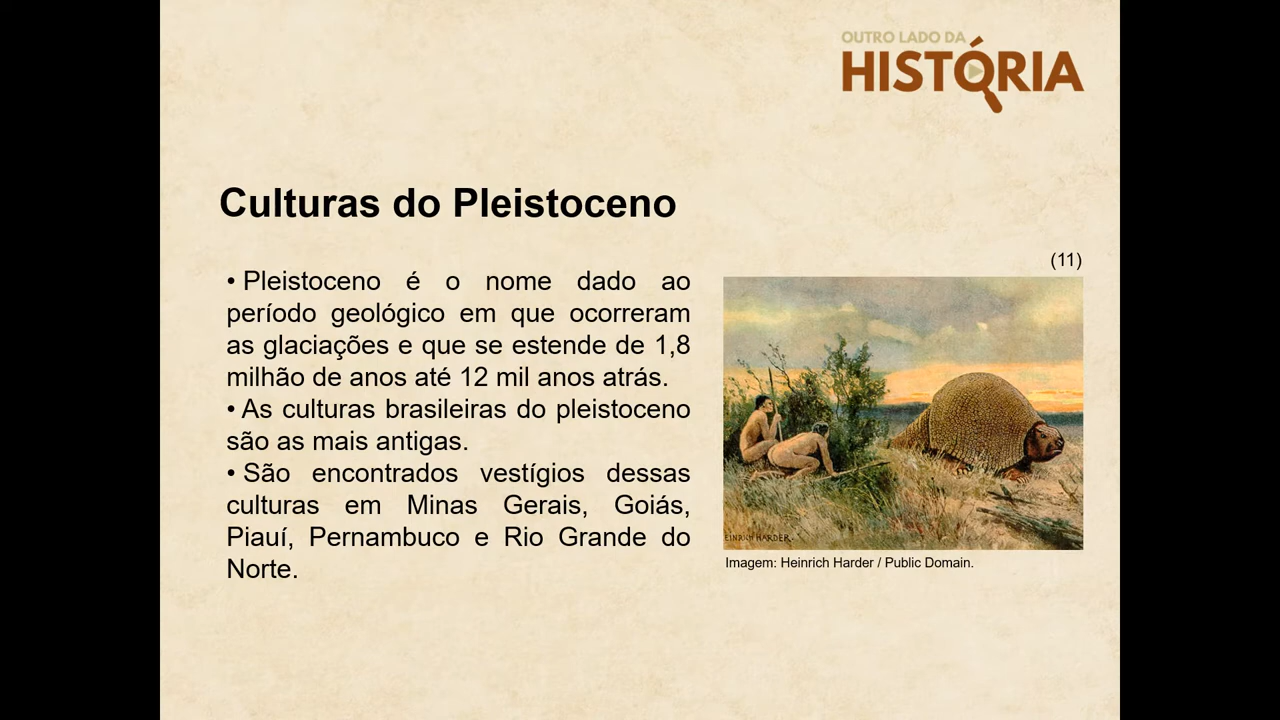 OUTRO LADO DA
HISTÓRIA
Culturas do Pleistoceno
• Pleistoceno é o nome dado ao
período geológico em que ocorreram
as glaciações e que se estende de 1,8
milhão de anos até 12 mil anos atrás.
• As culturas brasileiras do pleistoceno
são as mais antigas.
• São encontrados vestígios dessas
culturas em Minas Gerais, Goiás,
Piauí, Pernambuco e Rio Grande do
Norte.
(11)
EINRICH HARDER.
Imagem: Heinrich Harder / Public Domain.